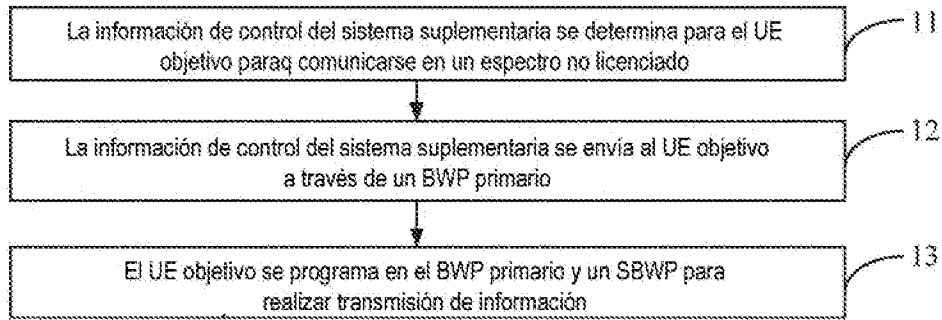 La información de control del sistema suplementaria se determina para el UE
objetivo paraq comunicarse en un espectro no licenciado
11
La información de control del sistema suplementaria se envía al UE objetivo
a través de un BWP primario
12
El UE objetivo se programa en el BWP primario y un SBWP para
realizar transmisión de información
13